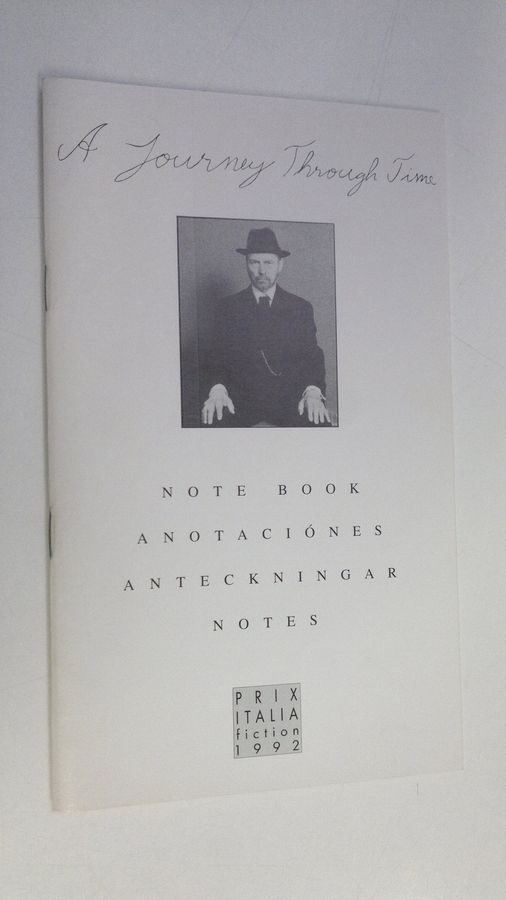 A Journey Through Time
NOTE BOOK
ANOTACIÓNES
ANTECKNINGAR
NOTES
PRIX
ITALIA
fiction
1992